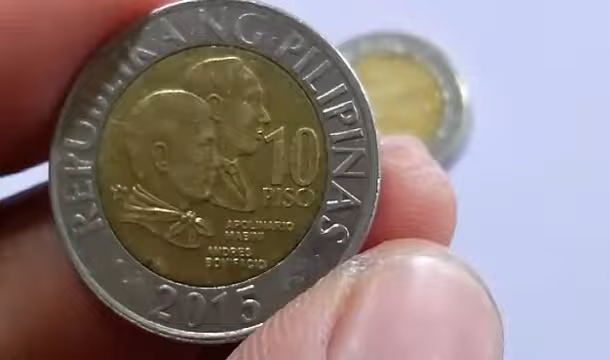 REPUBLIKA NG PILIPINAS
10
PISO
APOLINARIO
MABINI
ANDRES
BONIFACIO
2015